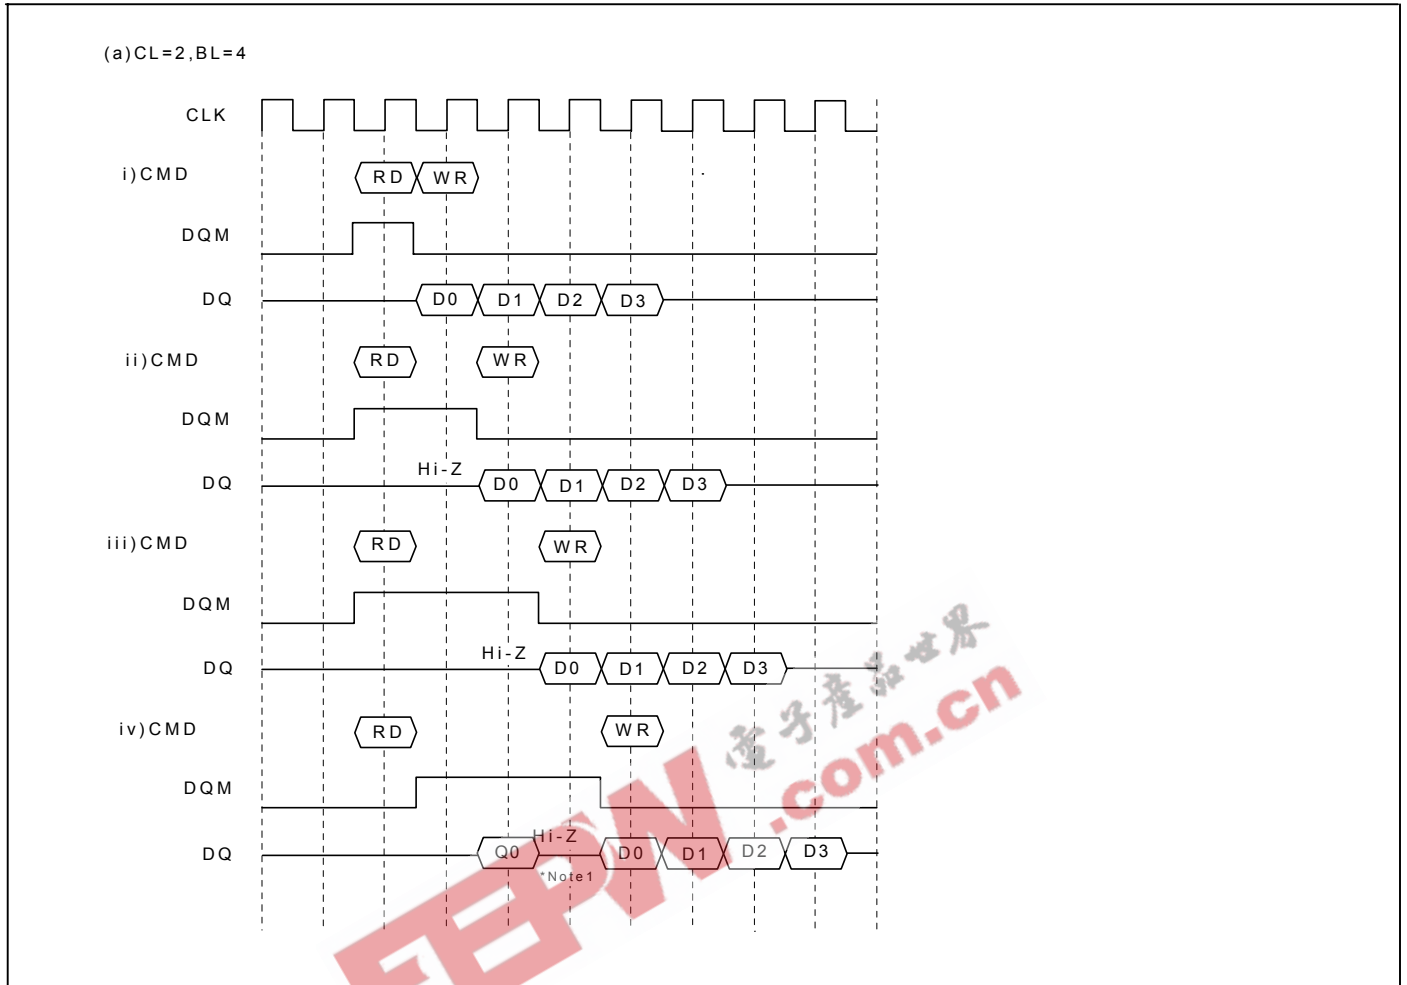 (a)CL=2,BL=4
CLK
i)CMD RD WR
DQM
DQ D0 D1 D2 D3
ii)CMD RD WR
DQM
Hi-Z
DQ D0 D1 D2 D3
iii)CMD RD WR
DQM
Hi-Z
DQ D0 D1 D2 D3
iv)CMD RD WR
DQM
Hi-Z
DQ Q0 D0 D1 D2 D3
*Note1
電子產品世界
EEPW.com.cn